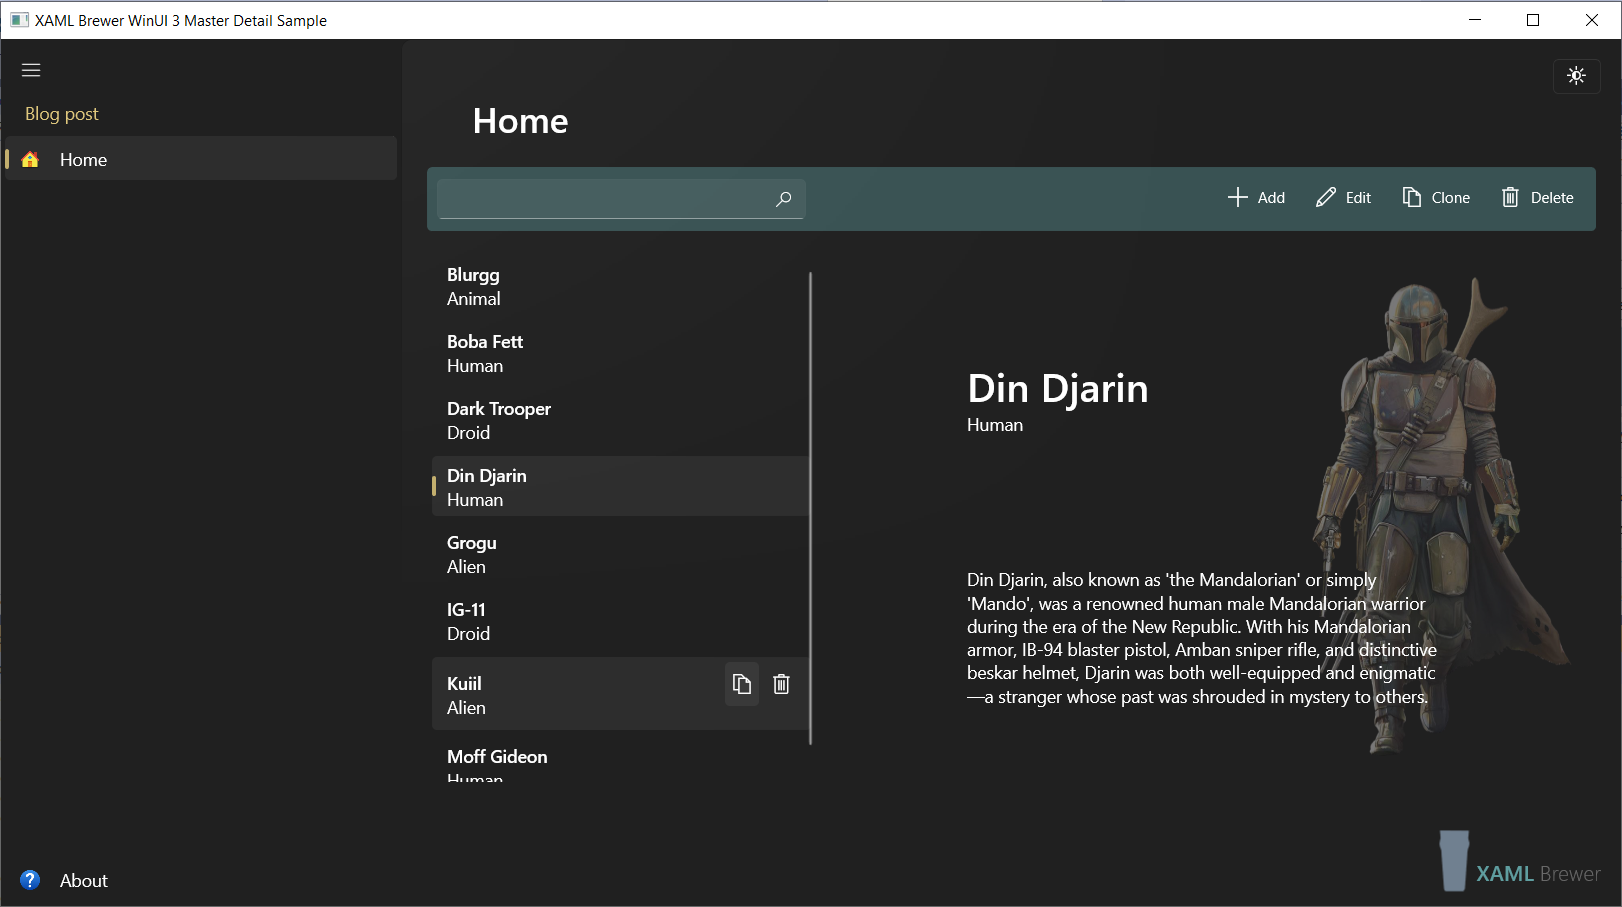 XAML Brewer WinUI 3 Master Detail Sample
Blog post
Home
About
Home
Add
Edit
Clone
Delete
Blurgg
Animal
Boba Fett
Human
Dark Trooper
Droid
Din Djarin
Human
Grogu
Alien
IG-11
Droid
Kuiil
Alien
Moff Gideon
Human
Din Djarin
Human
Din Djarin, also known as 'the Mandalorian' or simply
'Mando', was a renowned human male Mandalorian warrior
during the era of the New Republic. With his Mandalorian
armor, IB-94 blaster pistol, Amban sniper rifle, and distinctive
beskar helmet, Djarin was both well-equipped and enigmatic
—a stranger whose past was shrouded in mystery to others.
XAML Brewer